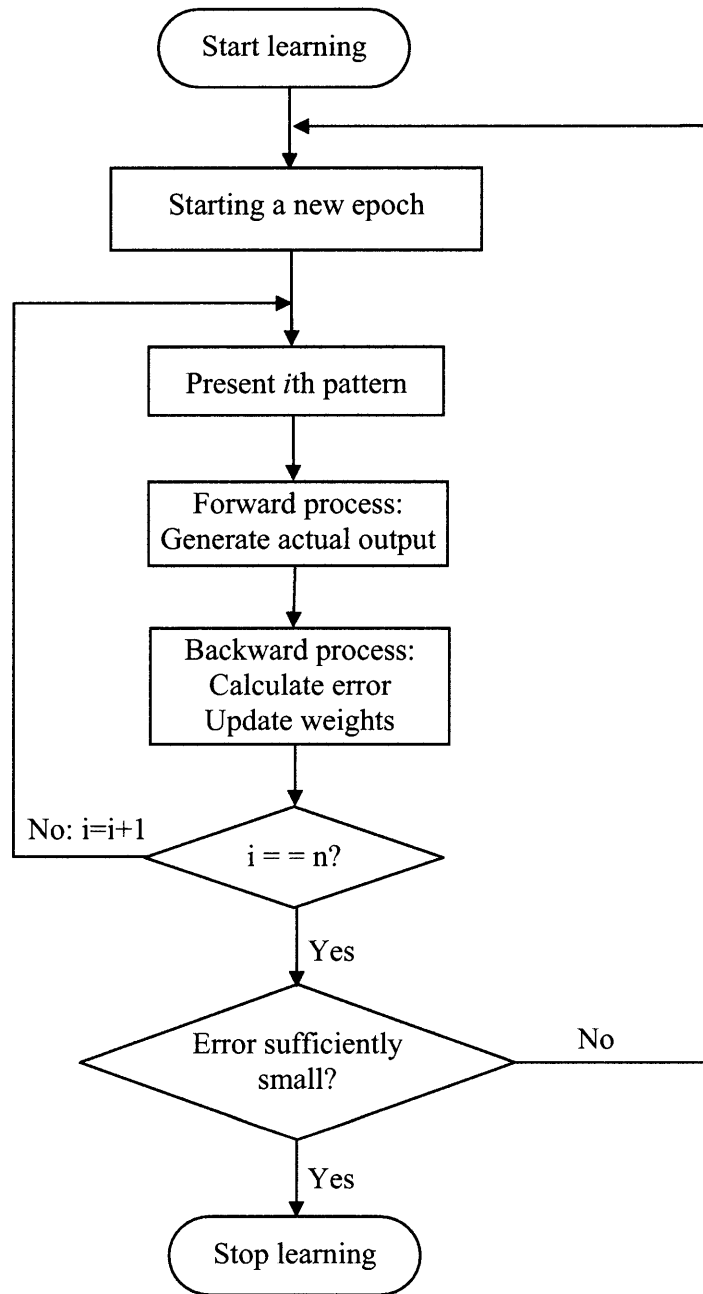 Start learning
Starting a new epoch
Present ith pattern
Forward process:
Generate actual output
Backward process:
Calculate error
Update weights
No: i=i+1
i = = n?
Yes
Error sufficiently
small?
No
Yes
Stop learning